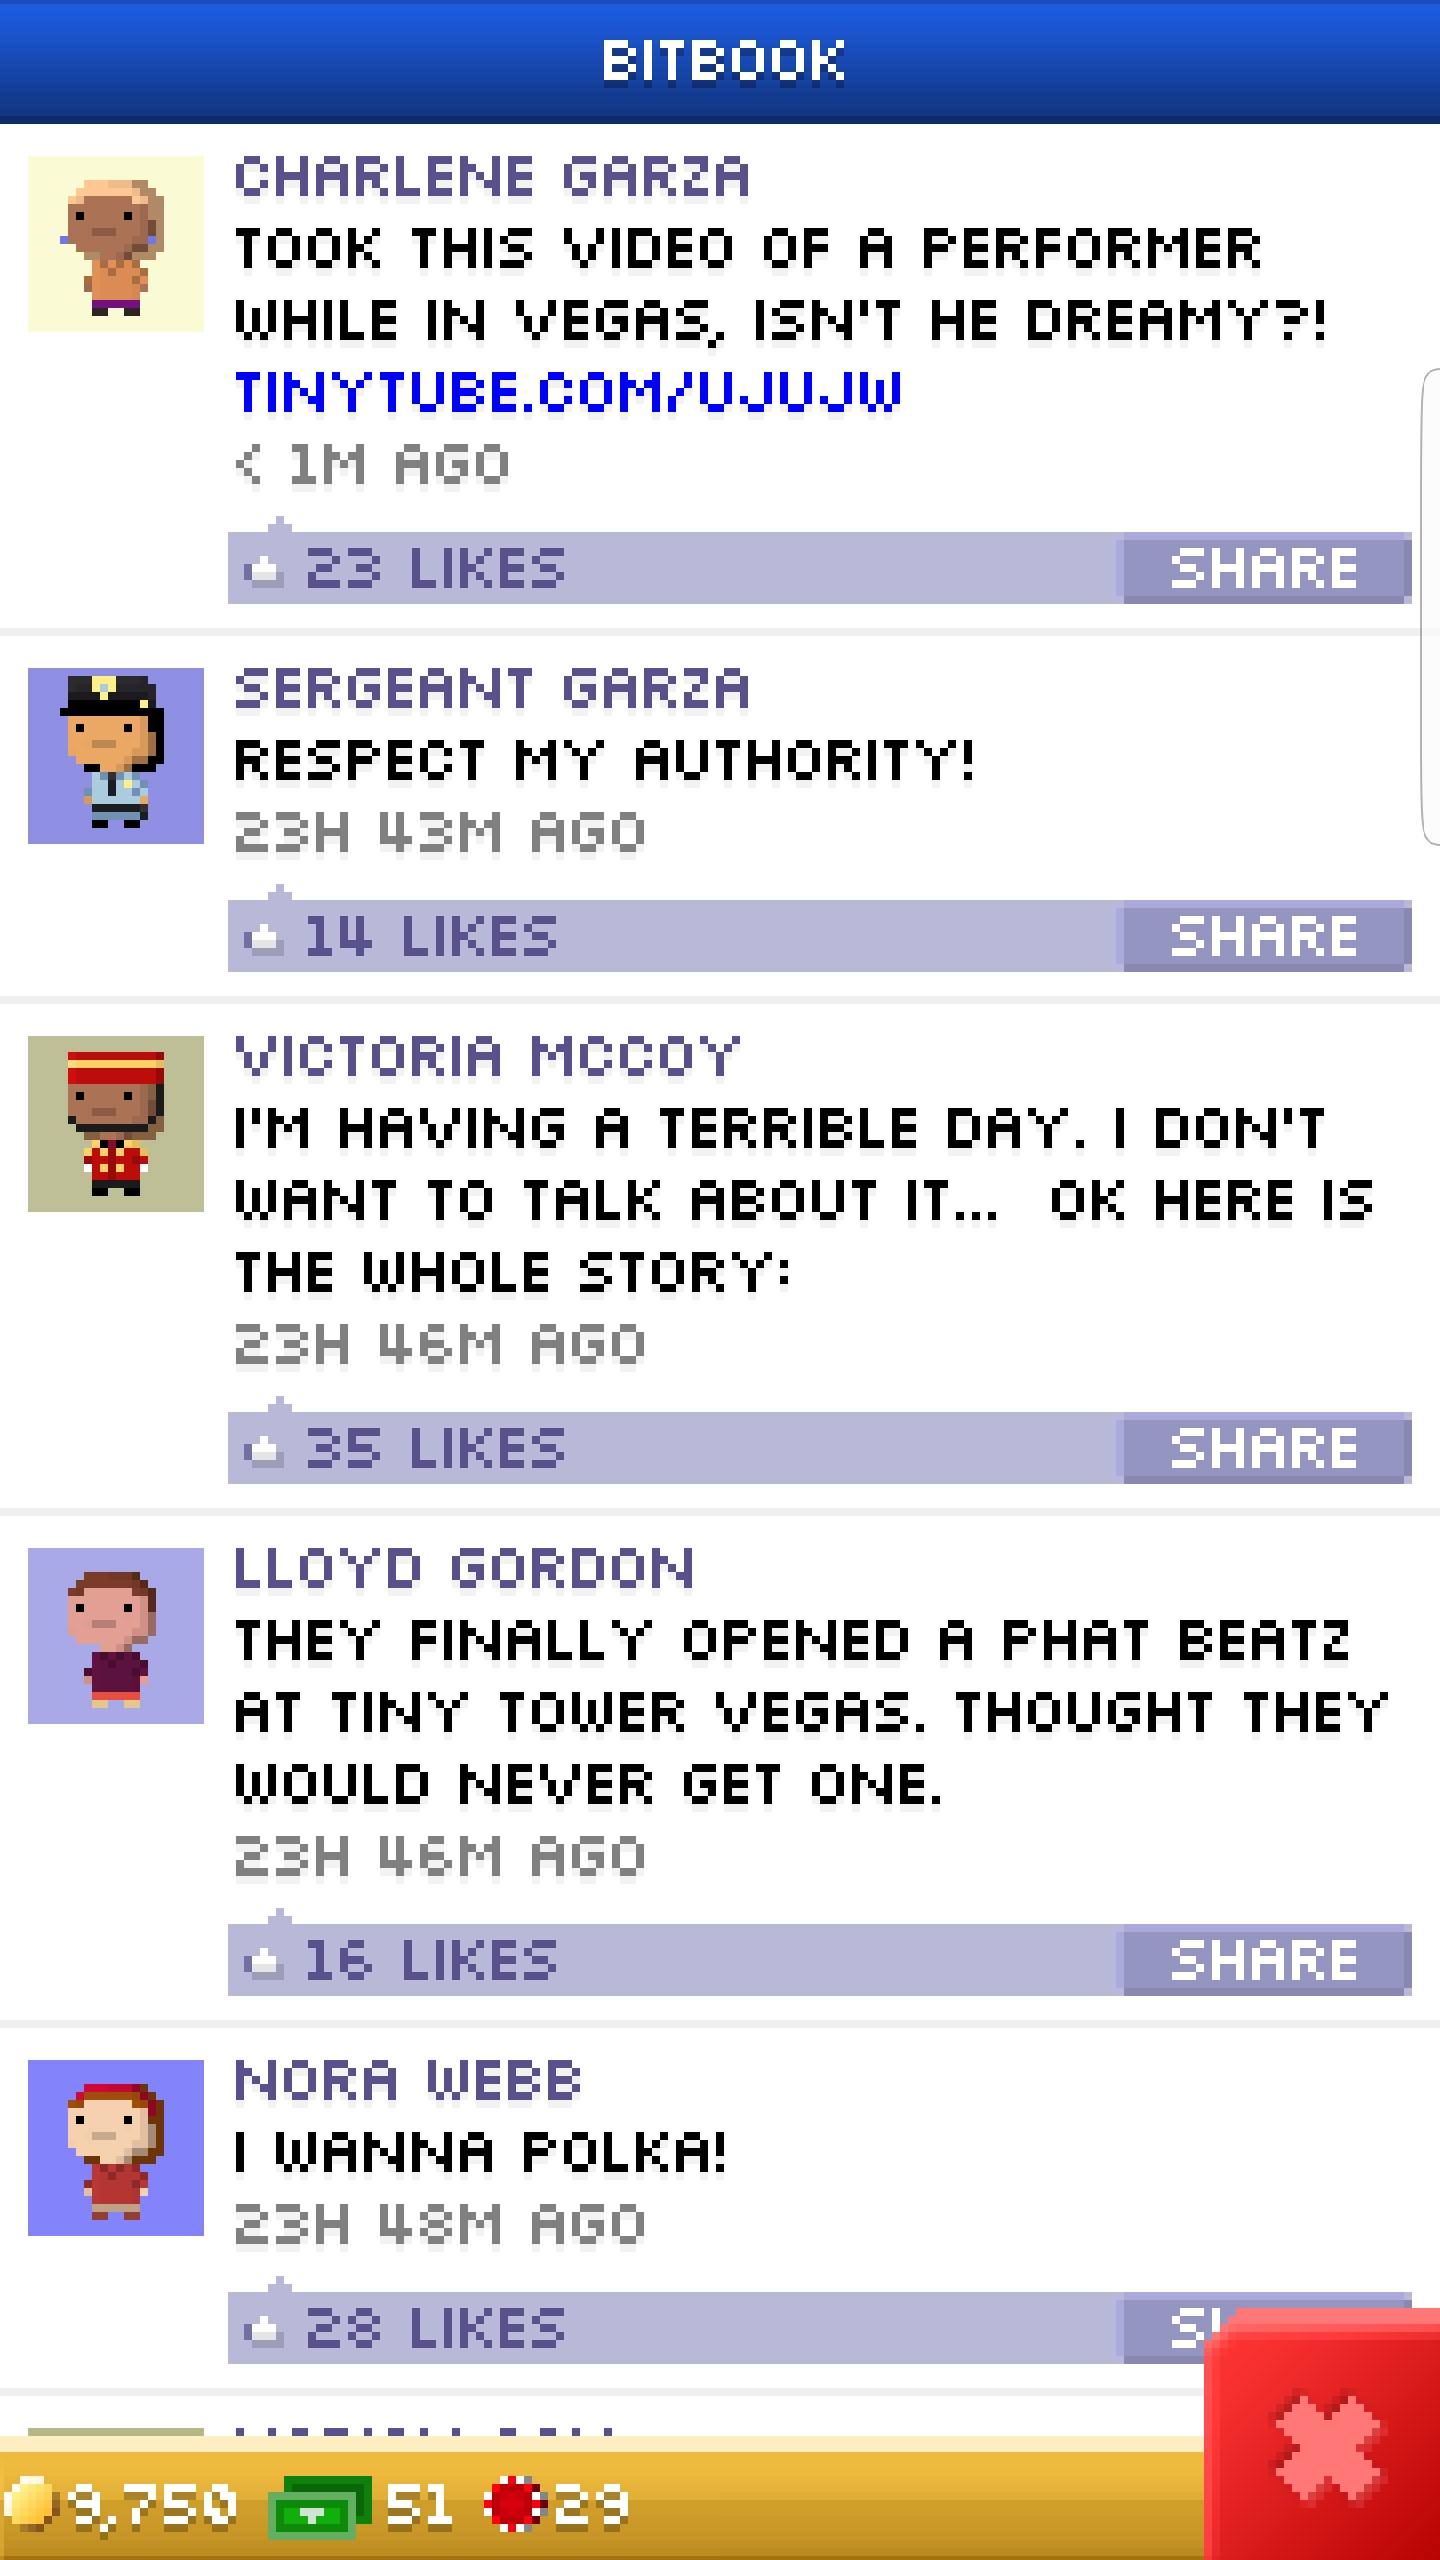 BITBOOK
CHARLENE GARZA
TOOK THIS VIDEO OF A PERFORMER
WHILE IN VEGAS, ISN'T HE DREAMY?!
TINYTUBE.COM/UJUJW
< 1M AGO
23 LIKES SHARE
SERGEANT GARZA
RESPECT MY AUTHORITY!
23H 43M AGO
14 LIKES SHARE
VICTORIA MCCOY
I'M HAVING A TERRIBLE DAY. I DON'T
WANT TO TALK ABOUT IT... OK HERE IS
THE WHOLE STORY:
23H 46M AGO
35 LIKES SHARE
LLOYD GORDON
THEY FINALLY OPENED A PHAT BEATZ
AT TINY TOWER VEGAS. THOUGHT THEY
WOULD NEVER GET ONE.
23H 46M AGO
16 LIKES SHARE
NORA WEBB
I WANNA POLKA!
23H 48M AGO
28 LIKES
9,750 51 29